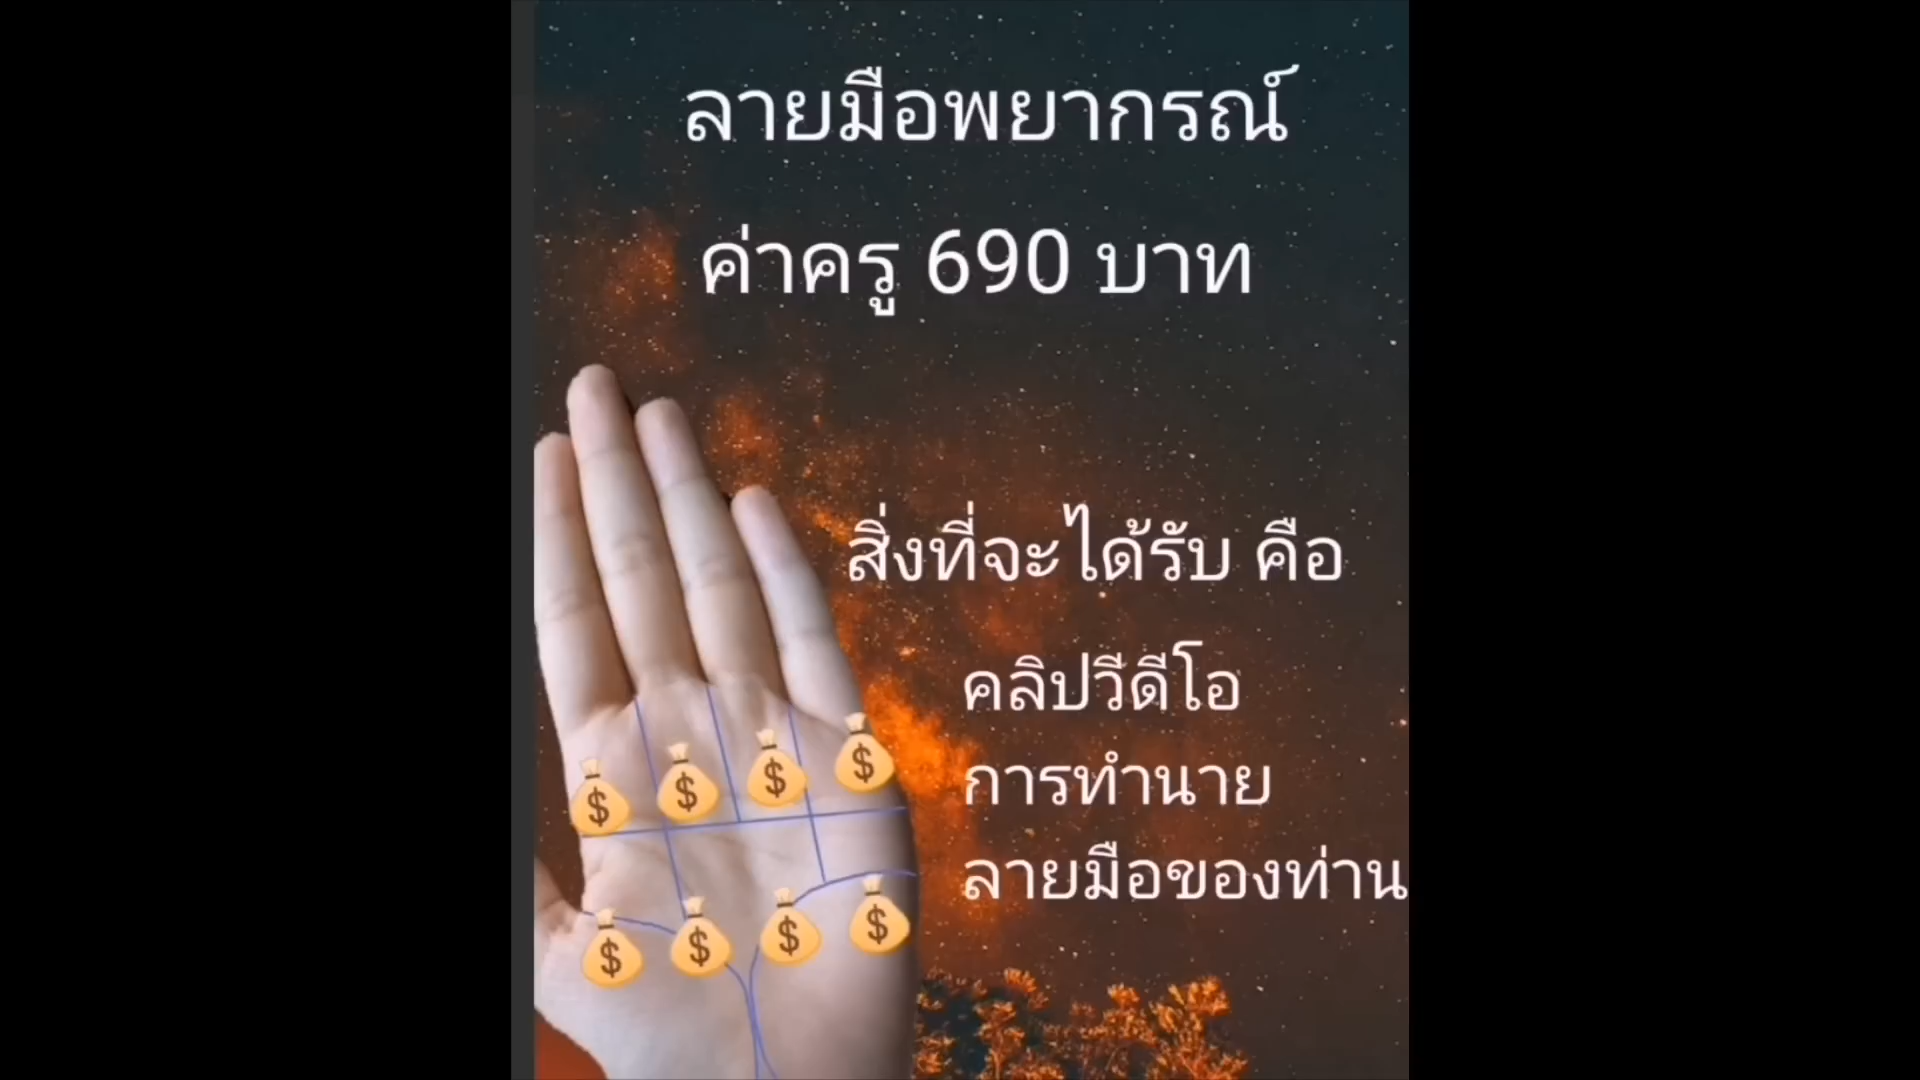 ลายมือพยากรณ์
ค่าครู 690 บาท
สิ่งที่จะได้รับ คือ
คลิปวีดีโอ
การทำนาย
ลายมือของท่าน